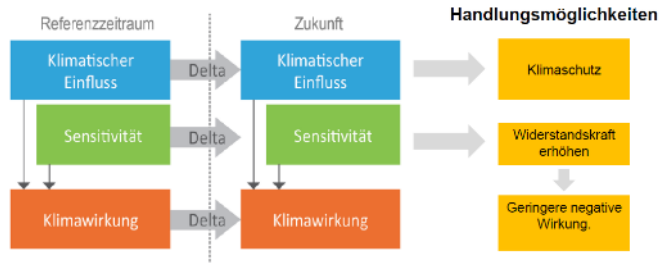 Referenzzeitraum
Zukunft
Handlungsmöglichkeiten
Klimatischer
Einfluss
Delta
Klimatischer
Einfluss
Klimaschutz
Sensitivität
Delta
Sensitivität
Widerstandskraft
erhöhen
Klimawirkung
Delta
Klimawirkung
Geringere negative
Wirkung.